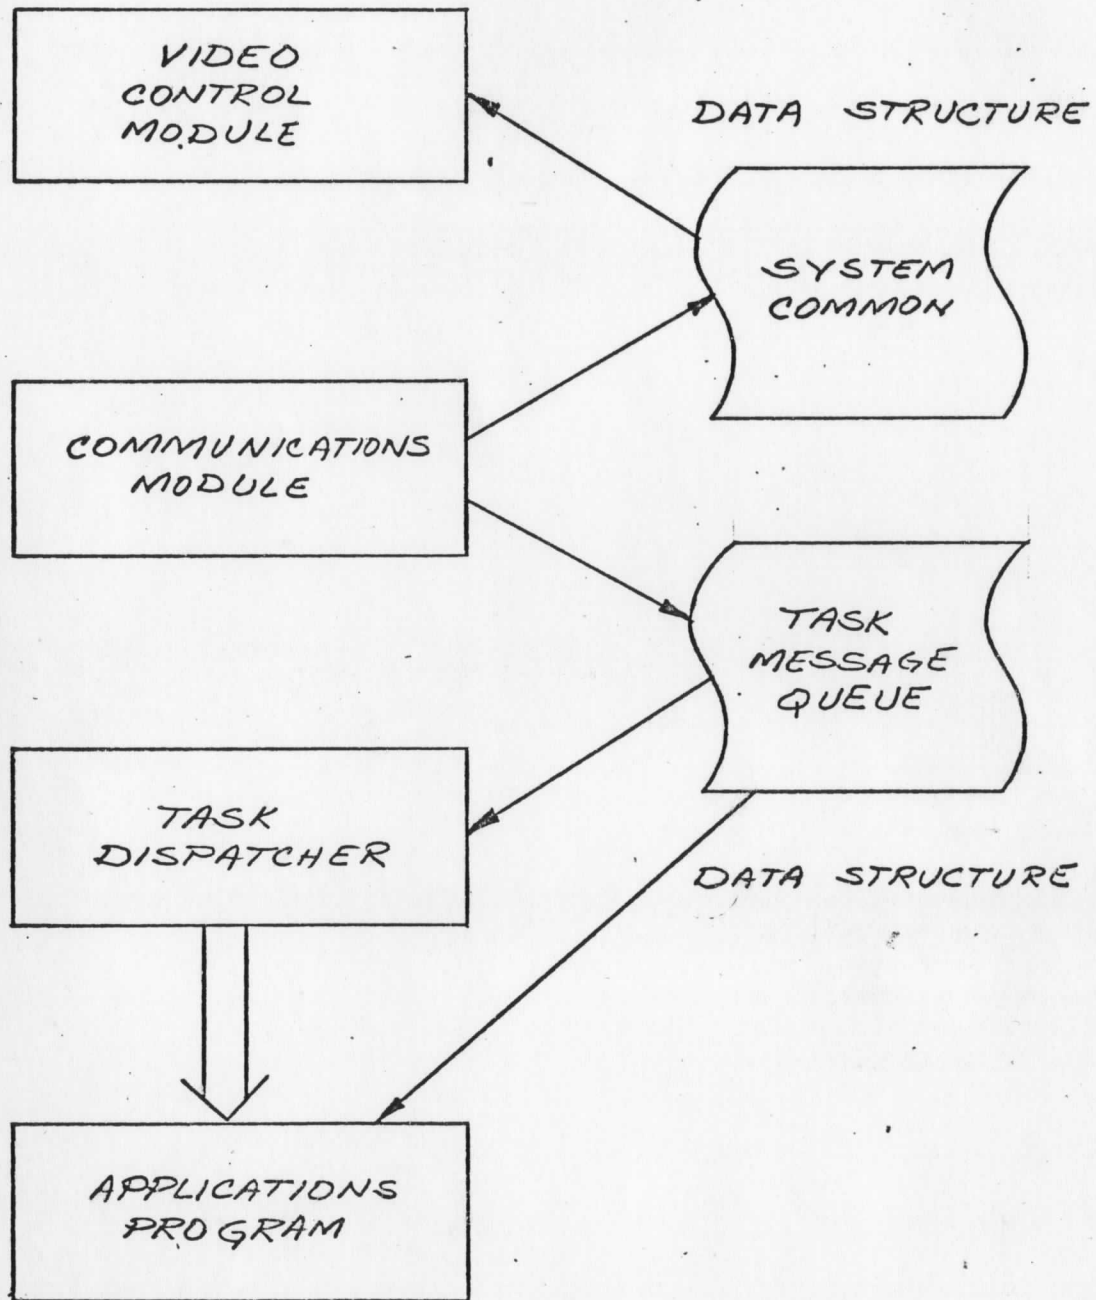 VIDEO
CONTROL
MODULE
DATA STRUCTURE
SYSTEM
COMMON
COMMUNICATIONS
MODULE
TASK
MESSAGE
QUEUE
TASK
DISPATCHER
DATA STRUCTURE
APPLICATIONS
PROGRAM